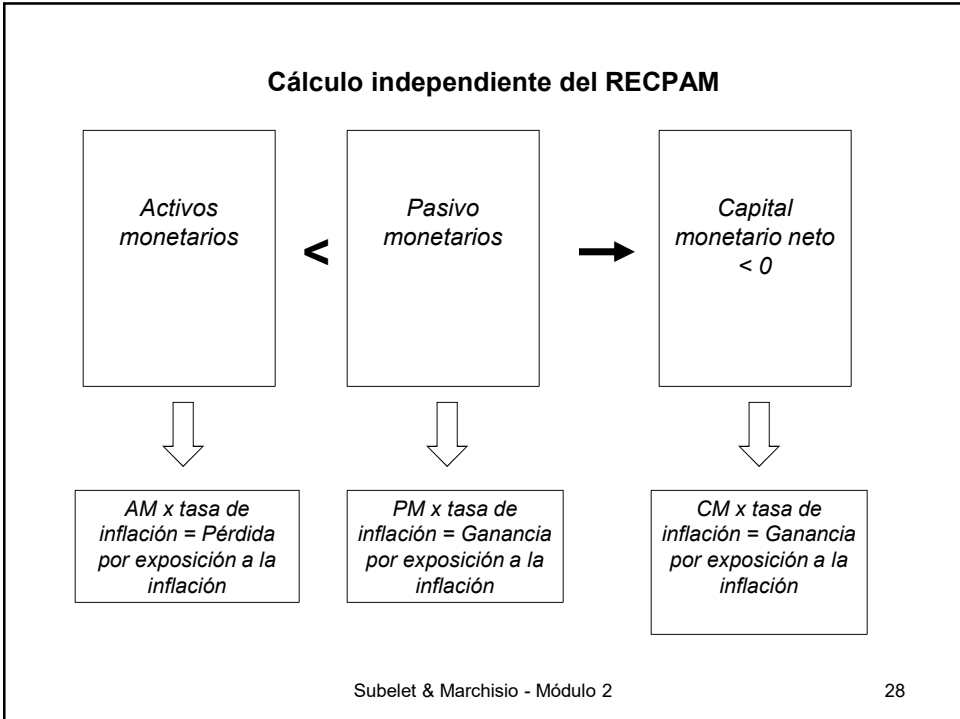 Cálculo independiente del RECPAM
Activos
monetarios
<
Pasivo
monetarios
Capital
monetario neto
< 0
AM x tasa de
inflación = Pérdida
por exposición a la
inflación
PM x tasa de
inflación = Ganancia
por exposición a la
inflación
CM x tasa de
inflación = Ganancia
por exposición a la
inflación
Subelet & Marchisio - Módulo 2
28